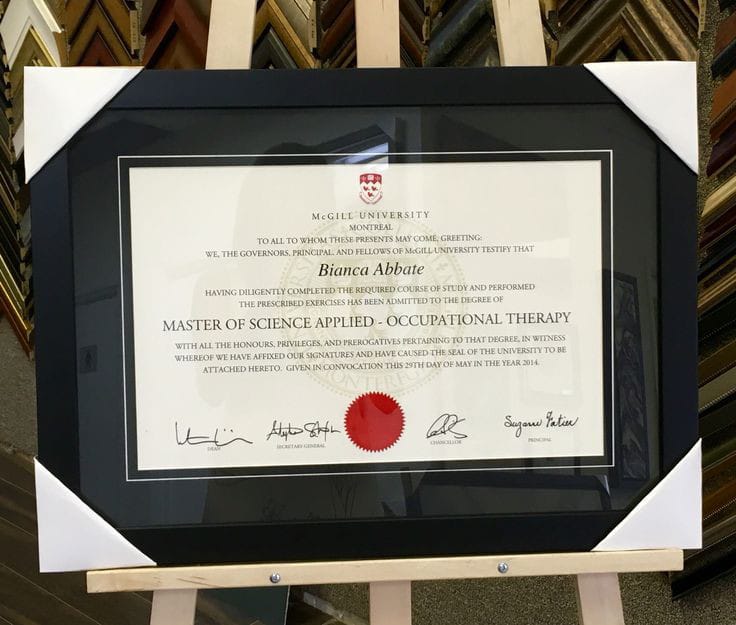 McGILL UNIVERSITY
MONTREAL
TO ALL TO WHOM THESE PRESENTS MAY COME, GREETING:
WE, THE GOVERNORS, PRINCIPAL, AND FELLOWS OF McGILL UNIVERSITY TESTIFY THAT
Bianca Abbate
HAVING DILIGENTLY COMPLETED THE REQUIRED COURSE OF STUDY AND PERFORMED
THE PRESCRIBED EXERCISES HAS BEEN ADMITTED TO THE DEGREE OF
MASTER OF SCIENCE APPLIED - OCCUPATIONAL THERAPY
WITH ALL THE HONOURS, PRIVILEGES, AND PREROGATIVES PERTAINING TO THAT DEGREE, IN WITNESS
WHEREOF WE HAVE AFFIXED OUR SIGNATURES AND HAVE CAUSED THE SEAL OF THE UNIVERSITY TO BE
ATTACHED HERETO. GIVEN IN CONVOCATION THIS 29TH DAY OF MAY IN THE YEAR 2014.
DEAN
SECRETARY-GENERAL
CHANCELLOR
PRINCIPAL